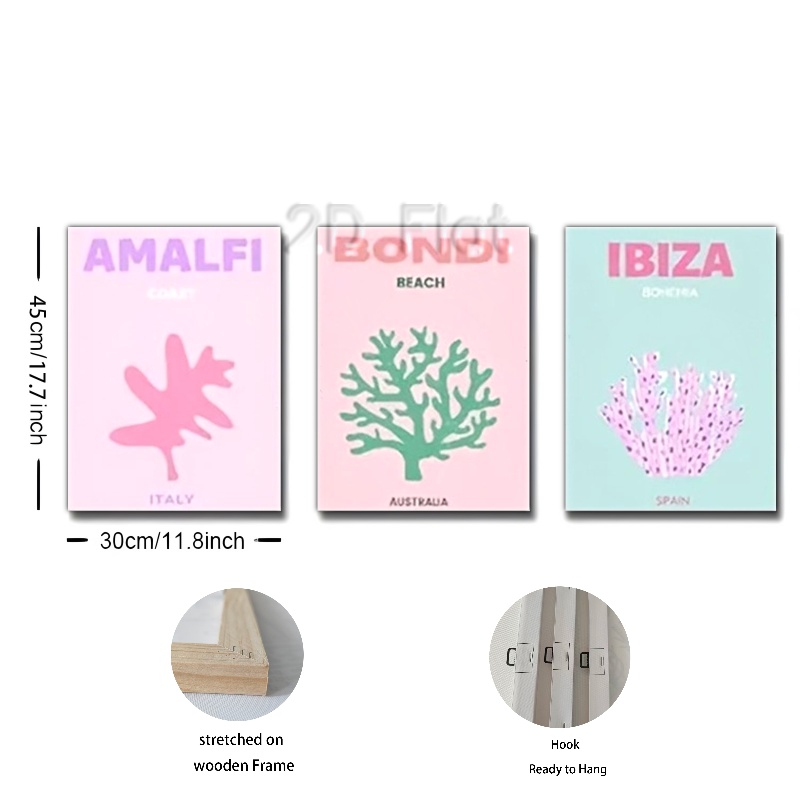 2D Flat
AMALFI
COAST
ITALY
BONDI
BEACH
AUSTRALIA
IBIZA
BOHEMIA
SPAIN
45cm/17.7inch
30cm/11.8inch
stretched on
wooden Frame
Hook
Ready to Hang